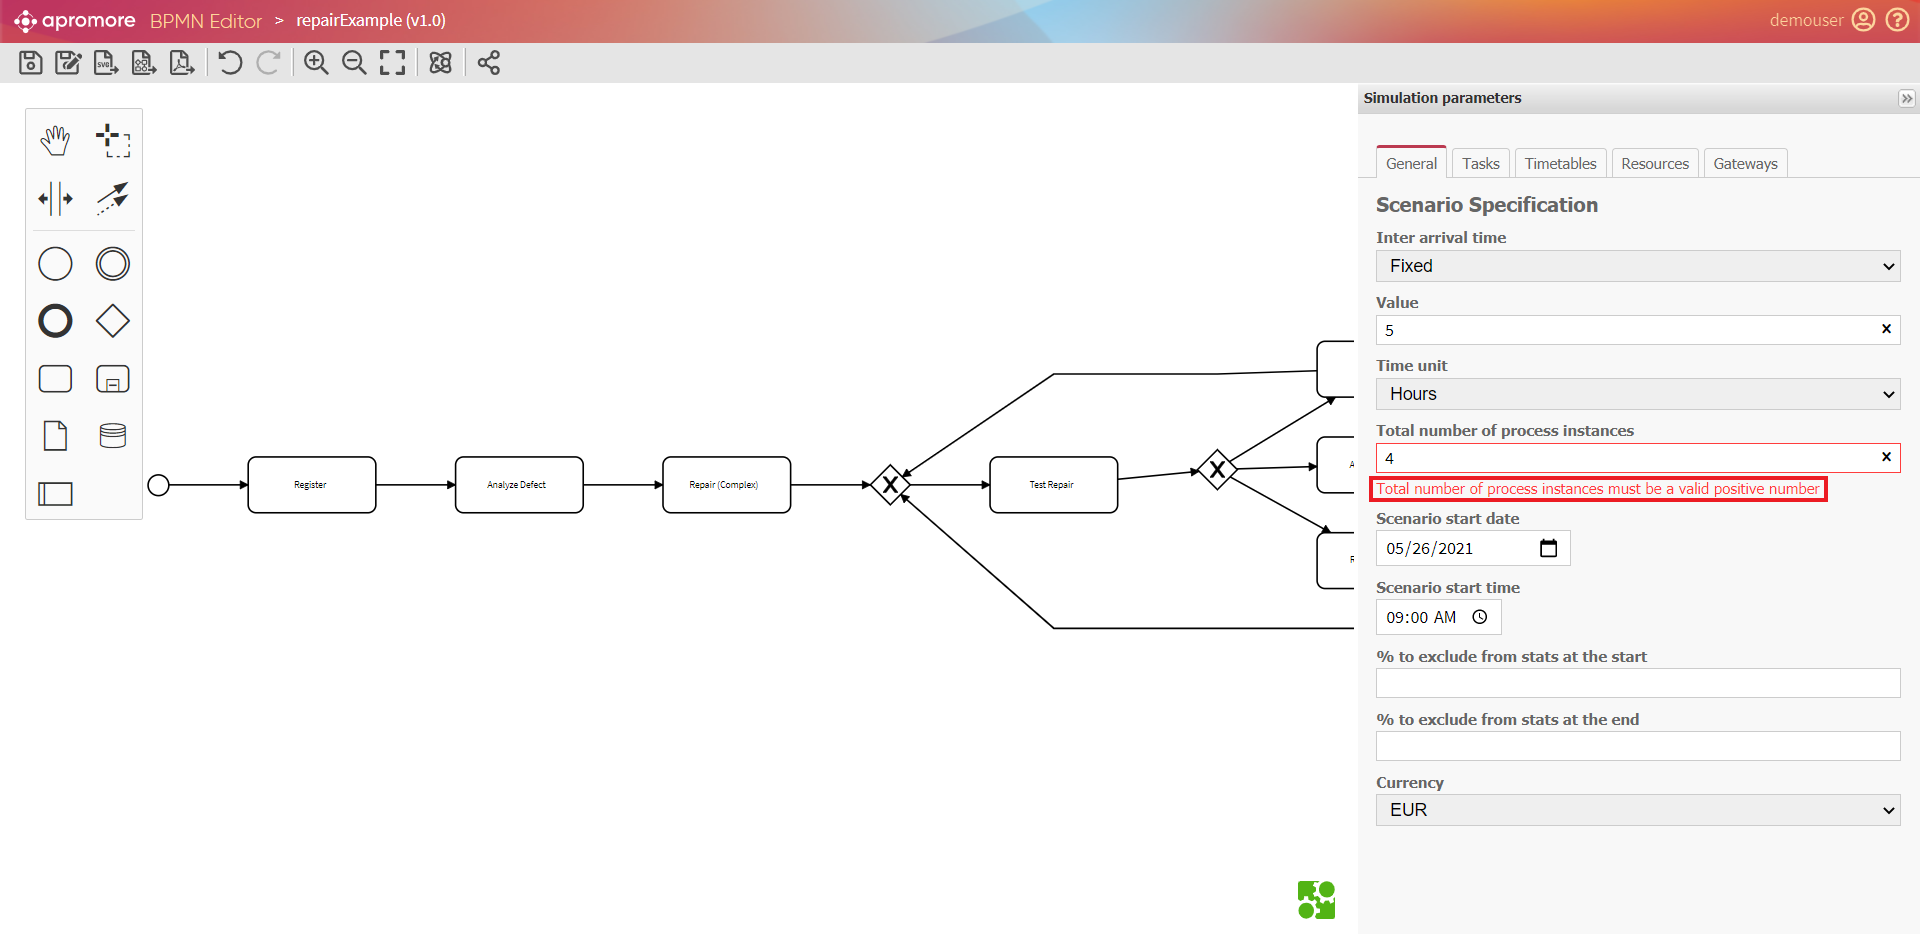 apromore BPMN Editor > repairExample (v1.0) demouser ?
SVG
Simulation parameters
General Tasks Timetables Resources Gateways
Scenario Specification
Inter arrival time
Fixed
Value
5
Time unit
Hours
Total number of process instances
4
Total number of process instances must be a valid positive number
Scenario start date
05/26/2021
Scenario start time
09:00 AM
% to exclude from stats at the start
% to exclude from stats at the end
Currency
EUR
Register
Analyze Defect
Repair (Complex)
X
Test Repair
X
A
R